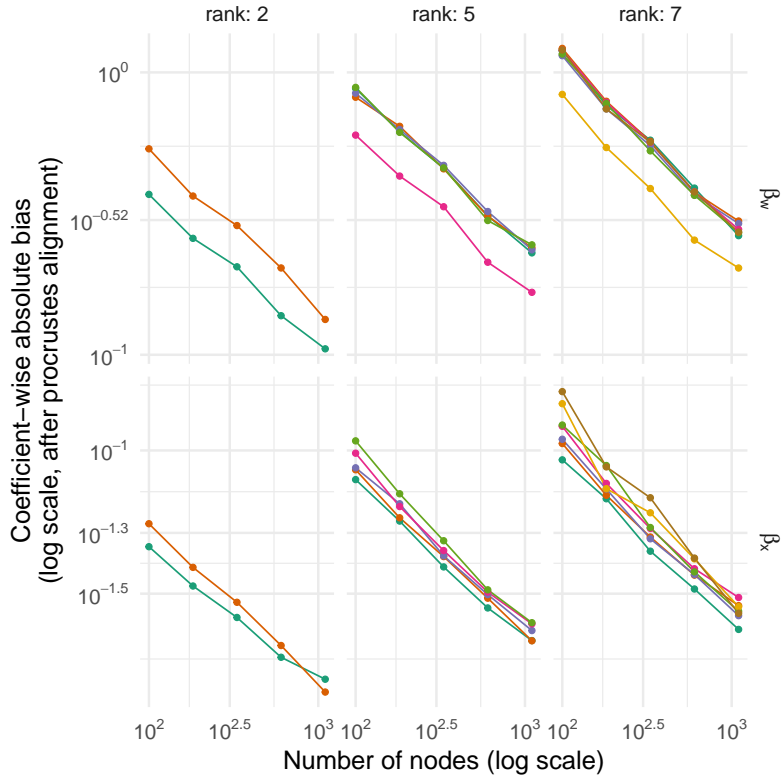 rank: 2 rank: 5 rank: 7
10^0
10^−0.52
10^−1
β_w
10^−1
10^−1.3
10^−1.5
β_x
10^2 10^2.5 10^3 10^2 10^2.5 10^3 10^2 10^2.5 10^3
Number of nodes (log scale)
Coefficient−wise absolute bias
(log scale, after procrustes alignment)